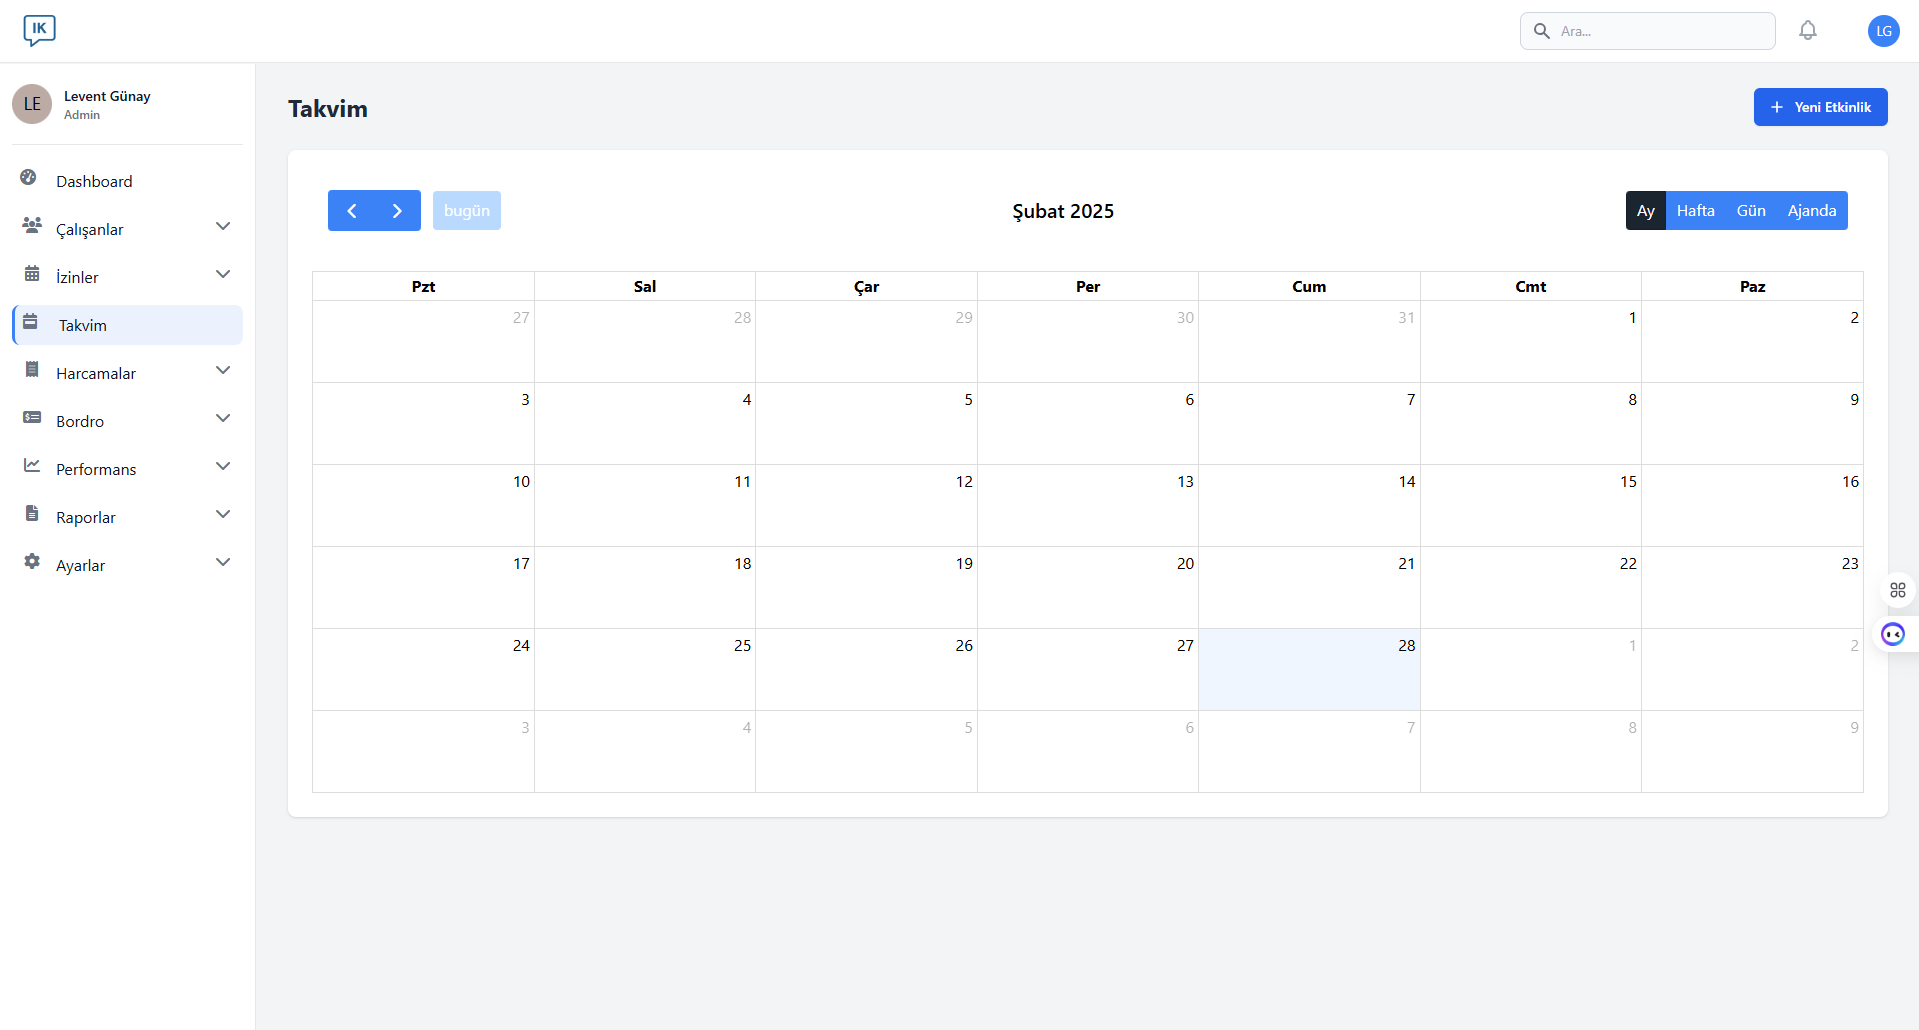 IK
Ara...
LG
LE
Levent Günay
Admin
Dashboard
Çalışanlar
İzinler
Takvim
Harcamalar
Bordro
Performans
Raporlar
Ayarlar
Takvim
Yeni Etkinlik
bugün
Şubat 2025
Ay Hafta Gün Ajanda
Pzt Sal Çar Per Cum Cmt Paz
27 28 29 30 31 1 2
3 4 5 6 7 8 9
10 11 12 13 14 15 16
17 18 19 20 21 22 23
24 25 26 27 28 1 2
3 4 5 6 7 8 9